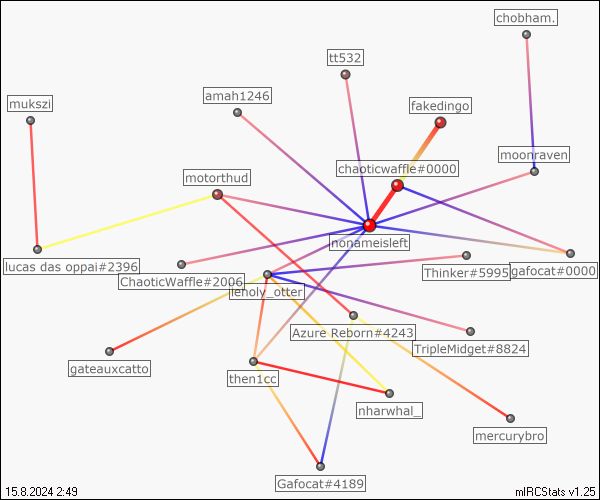 chobham.
tt532
amah1246
mukszi
fakedingo
moonraven
chaoticwaffle#0000
motorthud
nonameisleft
lucas das oppai#2396
ChaoticWaffle#2006
Thinker#5995
gafocat#0000
leholy_otter
Azure Reborn#4243
TripleMidget#8824
gateauxcatto
then1cc
nharwhal_
mercurybro
Gafocat#4189
15.8.2024 2:49
mIRCStats v1.25